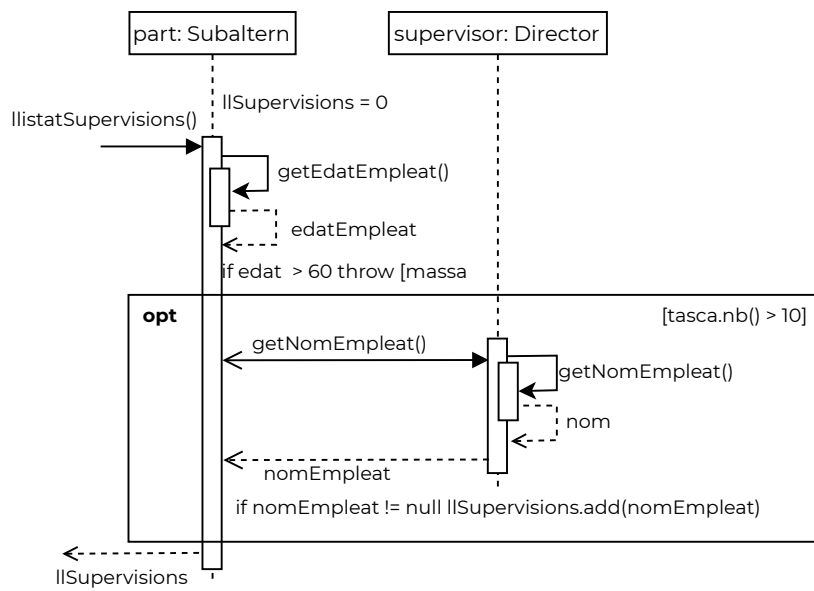 part: Subaltern
supervisor: Director
llSupervisions = 0
llistatSupervisions()
getEdatEmpleat()
edatEmpleat
if edat > 60 throw [massa
opt
[tasca.nb() > 10]
getNomEmpleat()
getNomEmpleat()
nom
nomEmpleat
if nomEmpleat != null llSupervisions.add(nomEmpleat)
llSupervisions